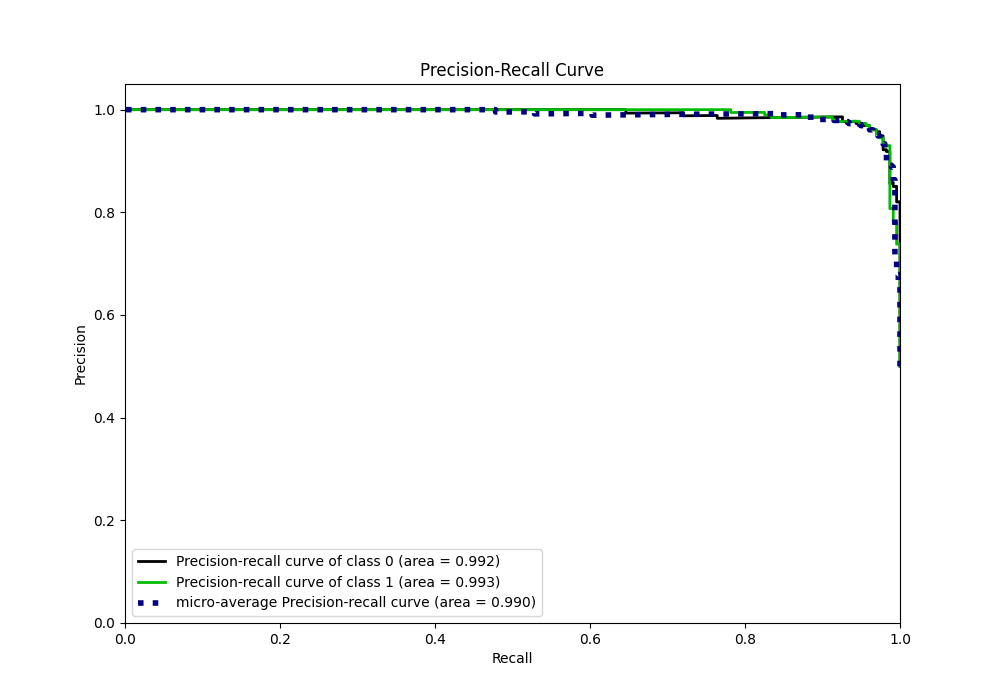 Precision-Recall Curve
1.0
0.8
0.6
0.4
0.2
0.0
Precision
Precision-recall curve of class 0 (area = 0.992)
Precision-recall curve of class 1 (area = 0.993)
micro-average Precision-recall curve (area = 0.990)
0.0 0.2 0.4 0.6 0.8 1.0
Recall